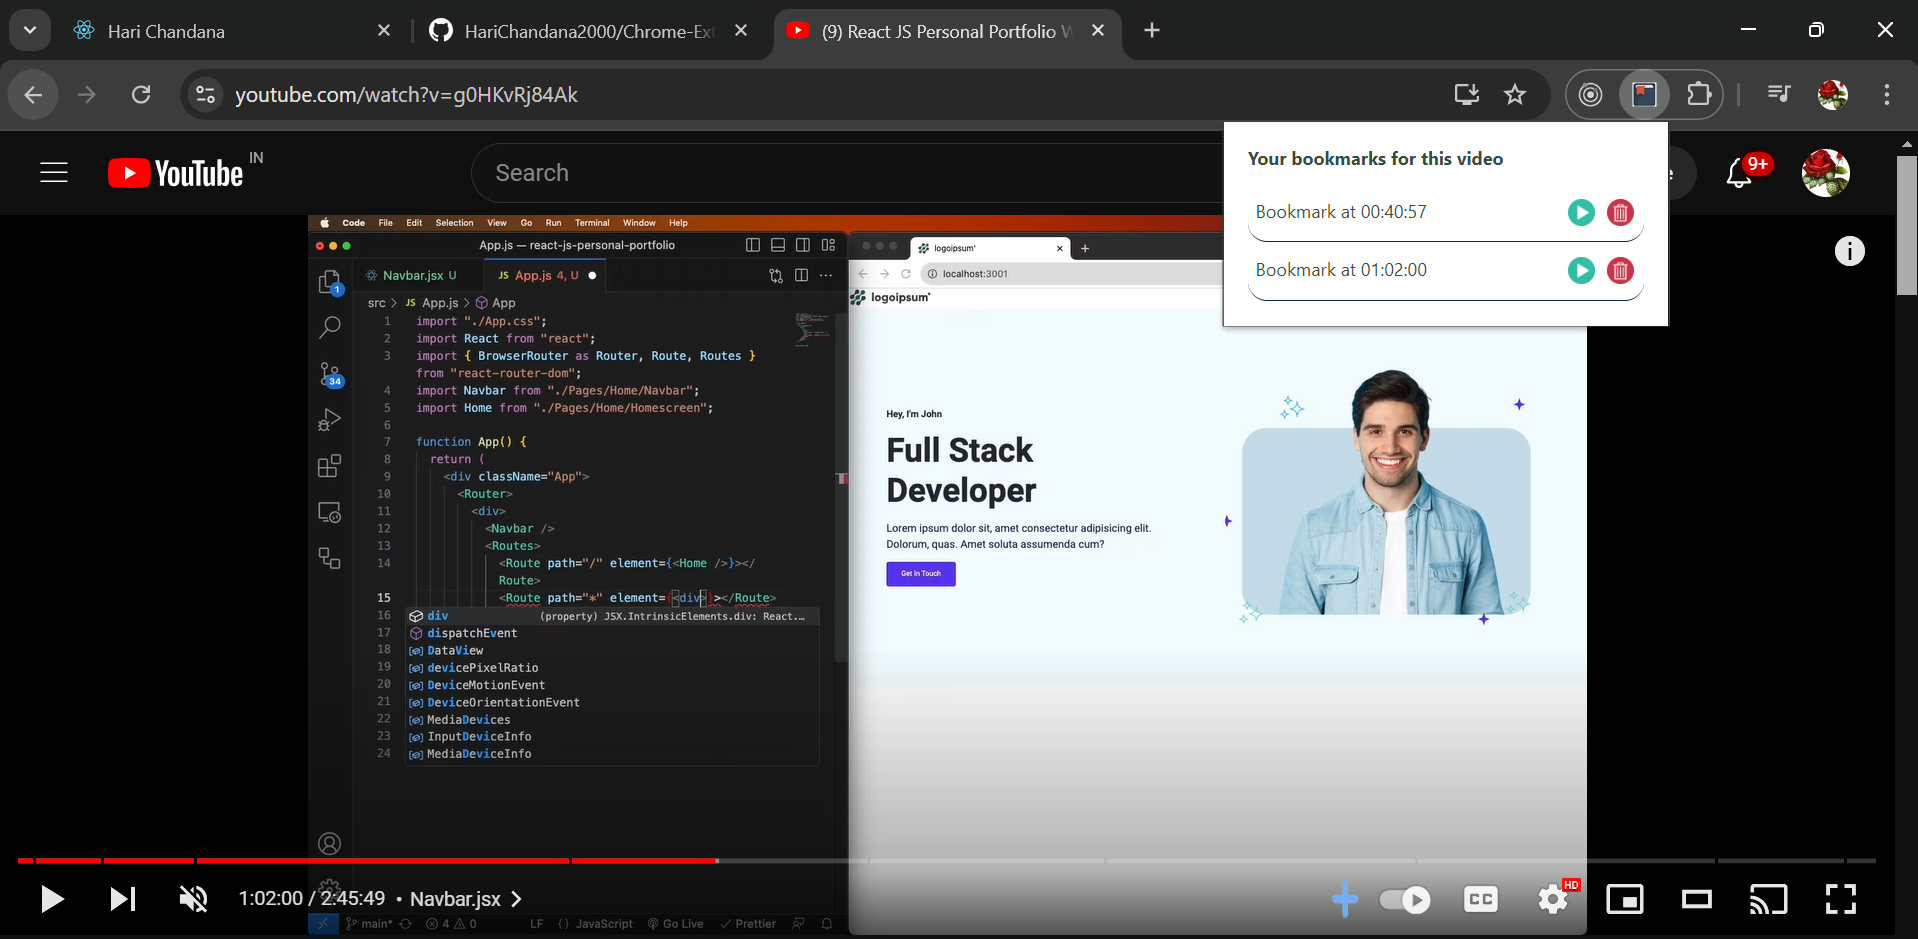 Hari Chandana
HariChandana2000/Chrome-Ext
(9) React JS Personal Portfolio W
youtube.com/watch?v=g0HKvRj84Ak
YouTube IN
Search
9+
Your bookmarks for this video
Bookmark at 00:40:57
Bookmark at 01:02:00
Code File Edit Selection View Go Run Terminal Window Help
App.js — react-js-personal-portfolio
Navbar.jsx U
JS App.js 4, U
src > JS App.js > App
1
34
1 import "./App.css";
2 import React from "react";
3 import { BrowserRouter as Router, Route, Routes }
from "react-router-dom";
4 import Navbar from "./Pages/Home/Navbar";
5 import Home from "./Pages/Home/Homescreen";
6
7 function App() {
8 return (
9 <div className="App">
10 <Router>
11 <div>
12 <Navbar />
13 <Routes>
14 <Route path="/" element={<Home />}></
Route>
15 <Route path="*" element={<div>}></Route>
16 div (property) JSX.IntrinsicElements.div: React....
17 dispatchEvent
18 DataView
19 devicePixelRatio
20 DeviceMotionEvent
21 DeviceOrientationEvent
22 MediaDevices
23 InputDeviceInfo
24 MediaDeviceInfo
logoipsum'
localhost:3001
logoipsum'
Hey, I'm John
Full Stack
Developer
Lorem ipsum dolor sit, amet consectetur adipisicing elit.
Dolorum, quas. Amet soluta assumenda cum?
Get In Touch
1:02:00 / 2:45:49 • Navbar.jsx >
CC
HD
main* 4 0 LF {} JavaScript Go Live Prettier